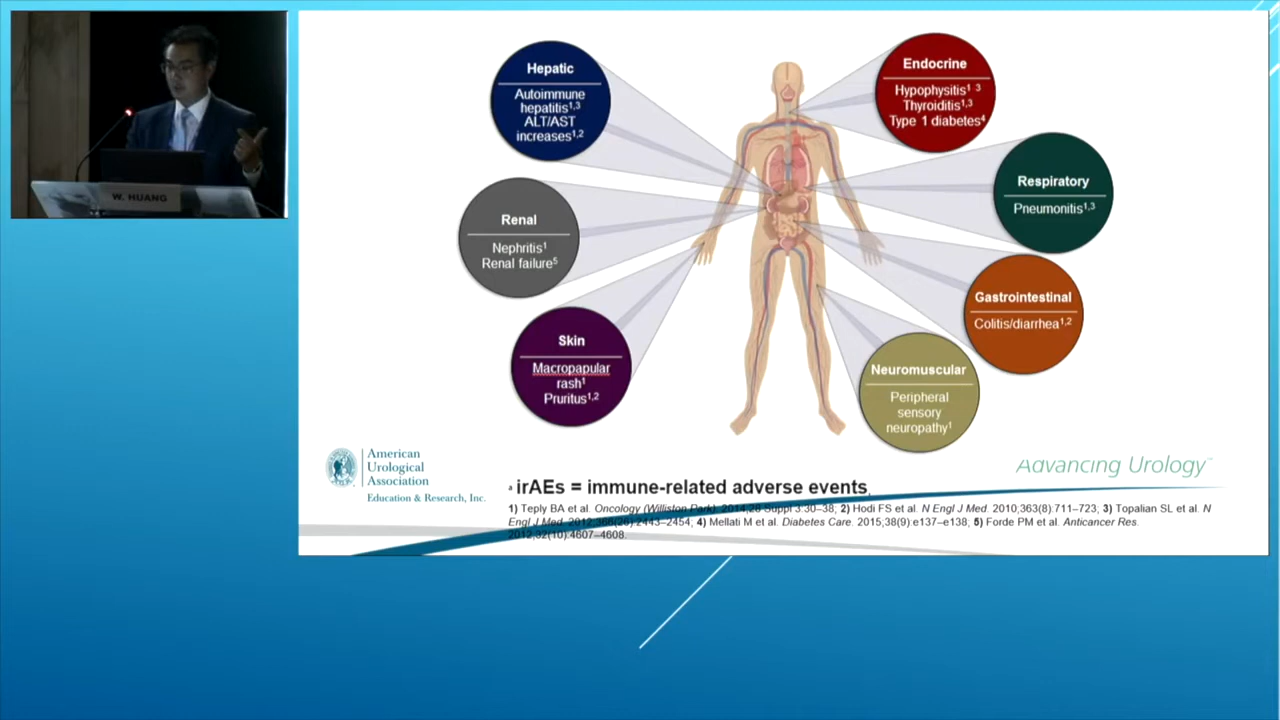 W. HUANG
Hepatic
Autoimmune
hepatitis1,3
ALT/AST
increases1,2
Endocrine
Hypophysitis1 3
Thyroiditis1,3
Type 1 diabetes4
Renal
Nephritis1
Renal failure5
Respiratory
Pneumonitis1,3
Skin
Macropapular
rash1
Pruritus1,2
Gastrointestinal
Colitis/diarrhea1,2
Neuromuscular
Peripheral
sensory
neuropathy1
American
Urological
Association
Education & Research, Inc.
Advancing Urology™
a irAEs = immune-related adverse events.
1) Teply BA et al. Oncology (Williston Park). 2014;28 Suppl 3:30–38; 2) Hodi FS et al. N Engl J Med. 2010;363(8):711–723; 3) Topalian SL et al. N
Engl J Med. 2012;366(26):2443–2454; 4) Mellati M et al. Diabetes Care. 2015;38(9):e137–e138; 5) Forde PM et al. Anticancer Res.
2012;32(10):4607–4608.